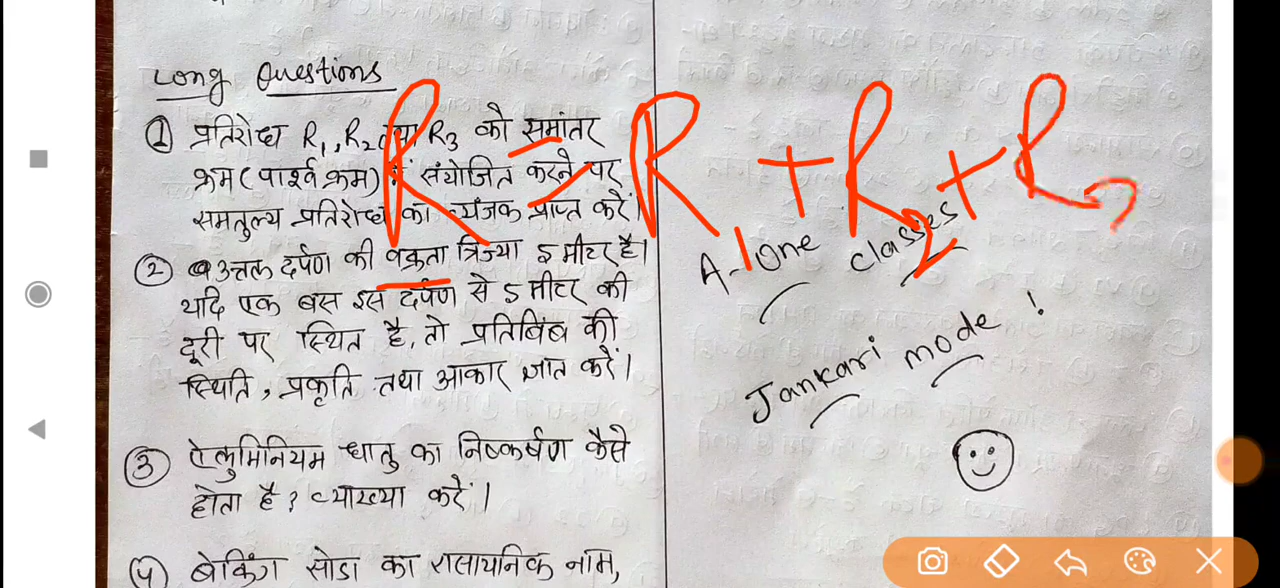 Long Questions
① प्रतिरोध R1, R2 तथा R3 को समांतर
क्रम (पार्श्व क्रम) में संयोजित करने पर
समतुल्य प्रतिरोध का व्यंजक प्राप्त करें।
② उत्तल दर्पण की वक्रता त्रिज्या 5 मीटर है।
यदि एक बस इस दर्पण से 5 मीटर की
दूरी पर स्थित है, तो प्रतिबिंब की
स्थिति, प्रकृति तथा आकार ज्ञात करें।
③ ऐलुमिनियम धातु का निष्कर्षण कैसे
होता है? व्याख्या करें।
④ बेकिंग सोडा का रासायनिक नाम,
R R1 + R2 + R
A-One classes
Jankari mode !